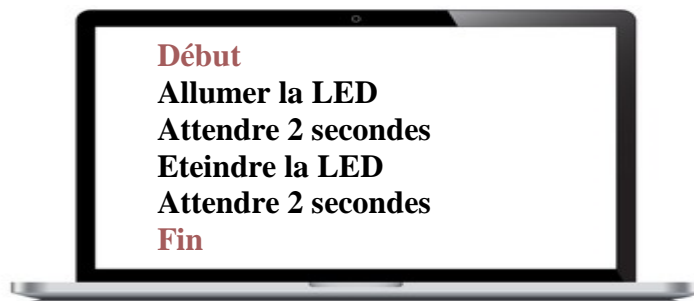 Début
Allumer la LED
Attendre 2 secondes
Eteindre la LED
Attendre 2 secondes
Fin